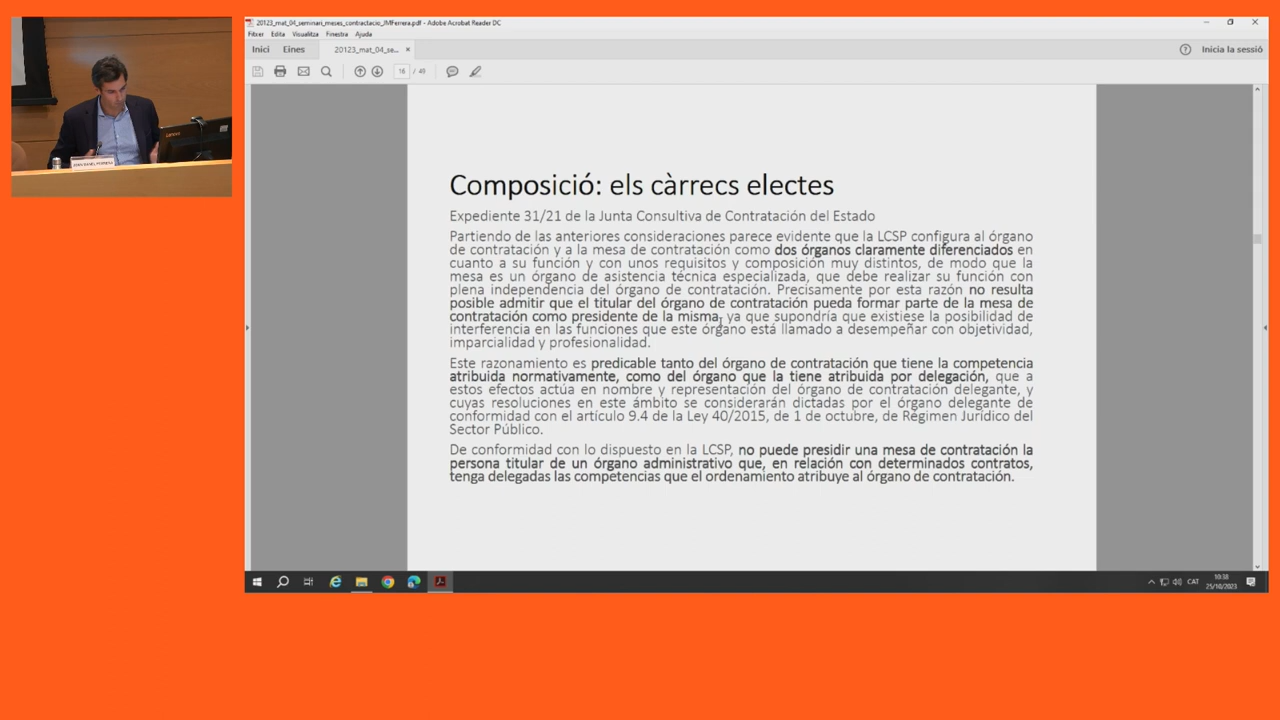 20123_mat_04_seminari_meses_contractacio_JMFerrera.pdf - Adobe Acrobat Reader DC
Fitxer Edita Visualitza Finestra Ajuda
Inici Eines 20123_mat_04_se... × Inicia la sessió
16 / 49
Composició: els càrrecs electes
Expediente 31/21 de la Junta Consultiva de Contratación del Estado
Partiendo de las anteriores consideraciones parece evidente que la LCSP configura al órgano
de contratación y a la mesa de contratación como dos órganos claramente diferenciados en
cuanto a su función y con unos requisitos y composición muy distintos, de modo que la
mesa es un órgano de asistencia técnica especializada, que debe realizar su función con
plena independencia del órgano de contratación. Precisamente por esta razón no resulta
posible admitir que el titular del órgano de contratación pueda formar parte de la mesa de
contratación como presidente de la misma, ya que supondría que existiese la posibilidad de
interferencia en las funciones que este órgano está llamado a desempeñar con objetividad,
imparcialidad y profesionalidad.
Este razonamiento es predicable tanto del órgano de contratación que tiene la competencia
atribuida normativamente, como del órgano que la tiene atribuida por delegación, que a
estos efectos actúa en nombre y representación del órgano de contratación delegante, y
cuyas resoluciones en este ámbito se considerarán dictadas por el órgano delegante de
conformidad con el artículo 9.4 de la Ley 40/2015, de 1 de octubre, de Régimen Jurídico del
Sector Público.
De conformidad con lo dispuesto en la LCSP, no puede presidir una mesa de contratación la
persona titular de un órgano administrativo que, en relación con determinados contratos,
tenga delegadas las competencias que el ordenamiento atribuye al órgano de contratación.
CAT
10:38
25/10/2023